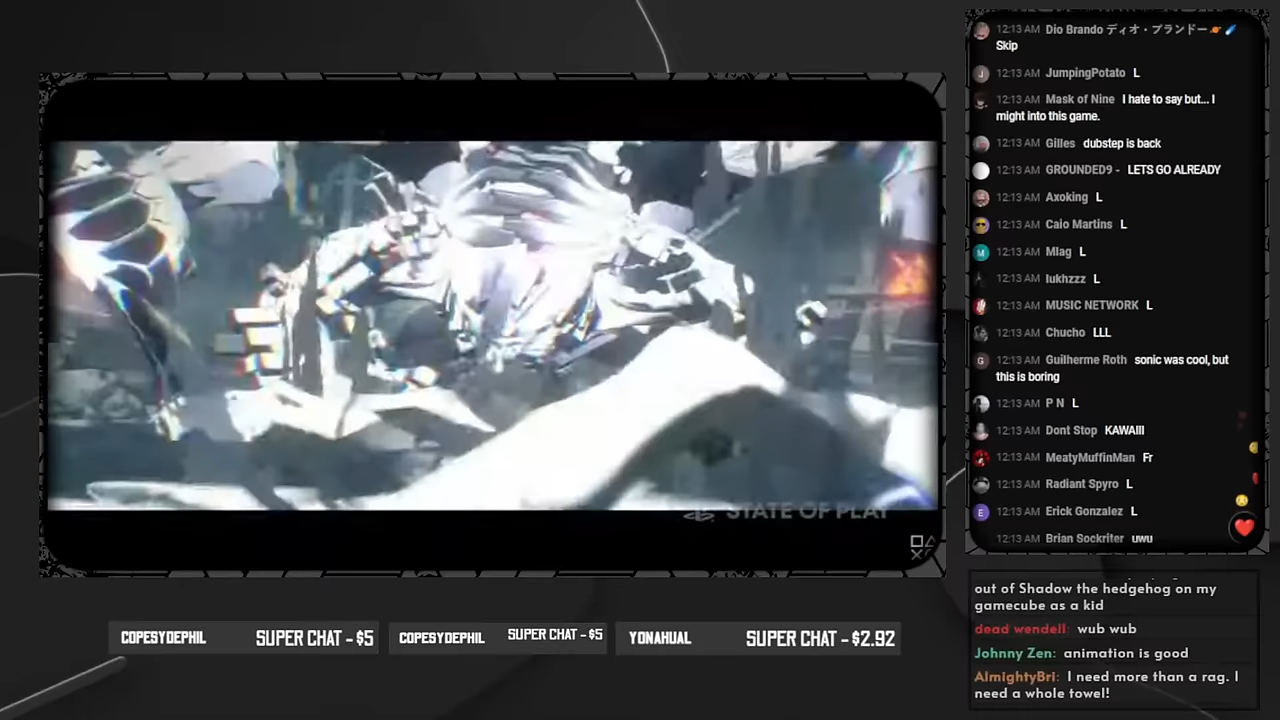 12:13 AM Dio Brando ディオ・ブランドー
Skip
12:13 AM JumpingPotato L
12:13 AM Mask of Nine I hate to say but... I
might into this game.
12:13 AM Gilles dubstep is back
12:13 AM GROUNDED9 - LETS GO ALREADY
12:13 AM Axoking L
12:13 AM Caio Martins L
M 12:13 AM Mlag L
12:13 AM lukhzzz L
12:13 AM MUSIC NETWORK L
12:13 AM Chucho LLL
G 12:13 AM Guilherme Roth sonic was cool, but
this is boring
12:13 AM P N L
12:13 AM Dont Stop KAWAIII
12:13 AM MeatyMuffinMan Fr
12:13 AM Radiant Spyro L
E 12:13 AM Erick Gonzalez L
12:13 AM Brian Sockriter uwu
STATE OF PLAY
out of Shadow the hedgehog on my
gamecube as a kid
dead wendell: wub wub
Johnny Zen: animation is good
AlmightyBri: I need more than a rag. I
need a whole towel!
COPESYDEPHIL SUPER CHAT - $5
COPESYDEPHIL SUPER CHAT - $5
YONAHUAL SUPER CHAT - $2.92